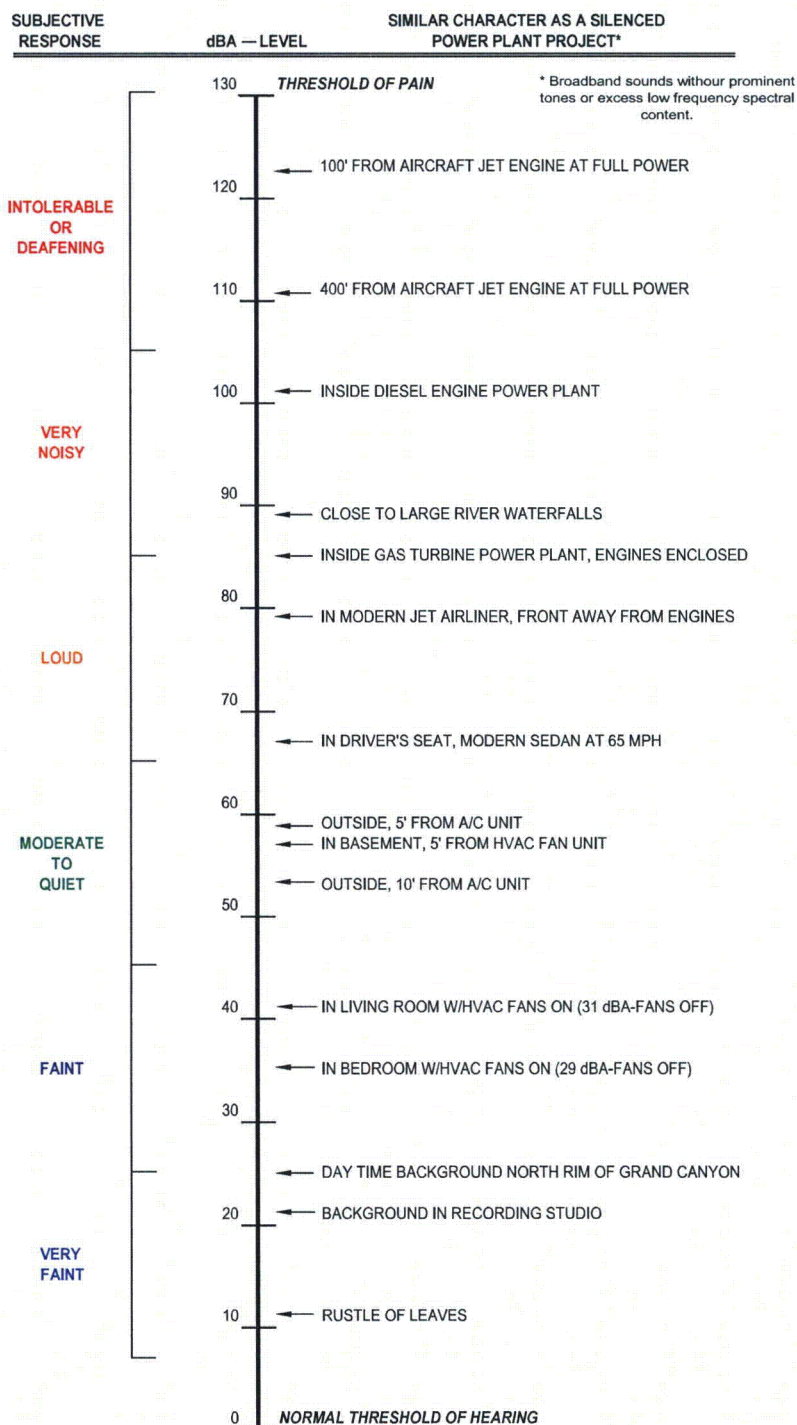 SUBJECTIVE RESPONSE
dBA — LEVEL
SIMILAR CHARACTER AS A SILENCED
POWER PLANT PROJECT*
130
THRESHOLD OF PAIN
* Broadband sounds withour prominent
tones or excess low frequency spectral
content.
100' FROM AIRCRAFT JET ENGINE AT FULL POWER
120
INTOLERABLE
OR
DEAFENING
110
400' FROM AIRCRAFT JET ENGINE AT FULL POWER
100
INSIDE DIESEL ENGINE POWER PLANT
VERY
NOISY
90
CLOSE TO LARGE RIVER WATERFALLS
INSIDE GAS TURBINE POWER PLANT, ENGINES ENCLOSED
80
IN MODERN JET AIRLINER, FRONT AWAY FROM ENGINES
LOUD
70
IN DRIVER'S SEAT, MODERN SEDAN AT 65 MPH
60
OUTSIDE, 5' FROM A/C UNIT
IN BASEMENT, 5' FROM HVAC FAN UNIT
MODERATE
TO
QUIET
OUTSIDE, 10' FROM A/C UNIT
50
40
IN LIVING ROOM W/HVAC FANS ON (31 dBA-FANS OFF)
FAINT
IN BEDROOM W/HVAC FANS ON (29 dBA-FANS OFF)
30
DAY TIME BACKGROUND NORTH RIM OF GRAND CANYON
20
BACKGROUND IN RECORDING STUDIO
VERY
FAINT
10
RUSTLE OF LEAVES
0
NORMAL THRESHOLD OF HEARING